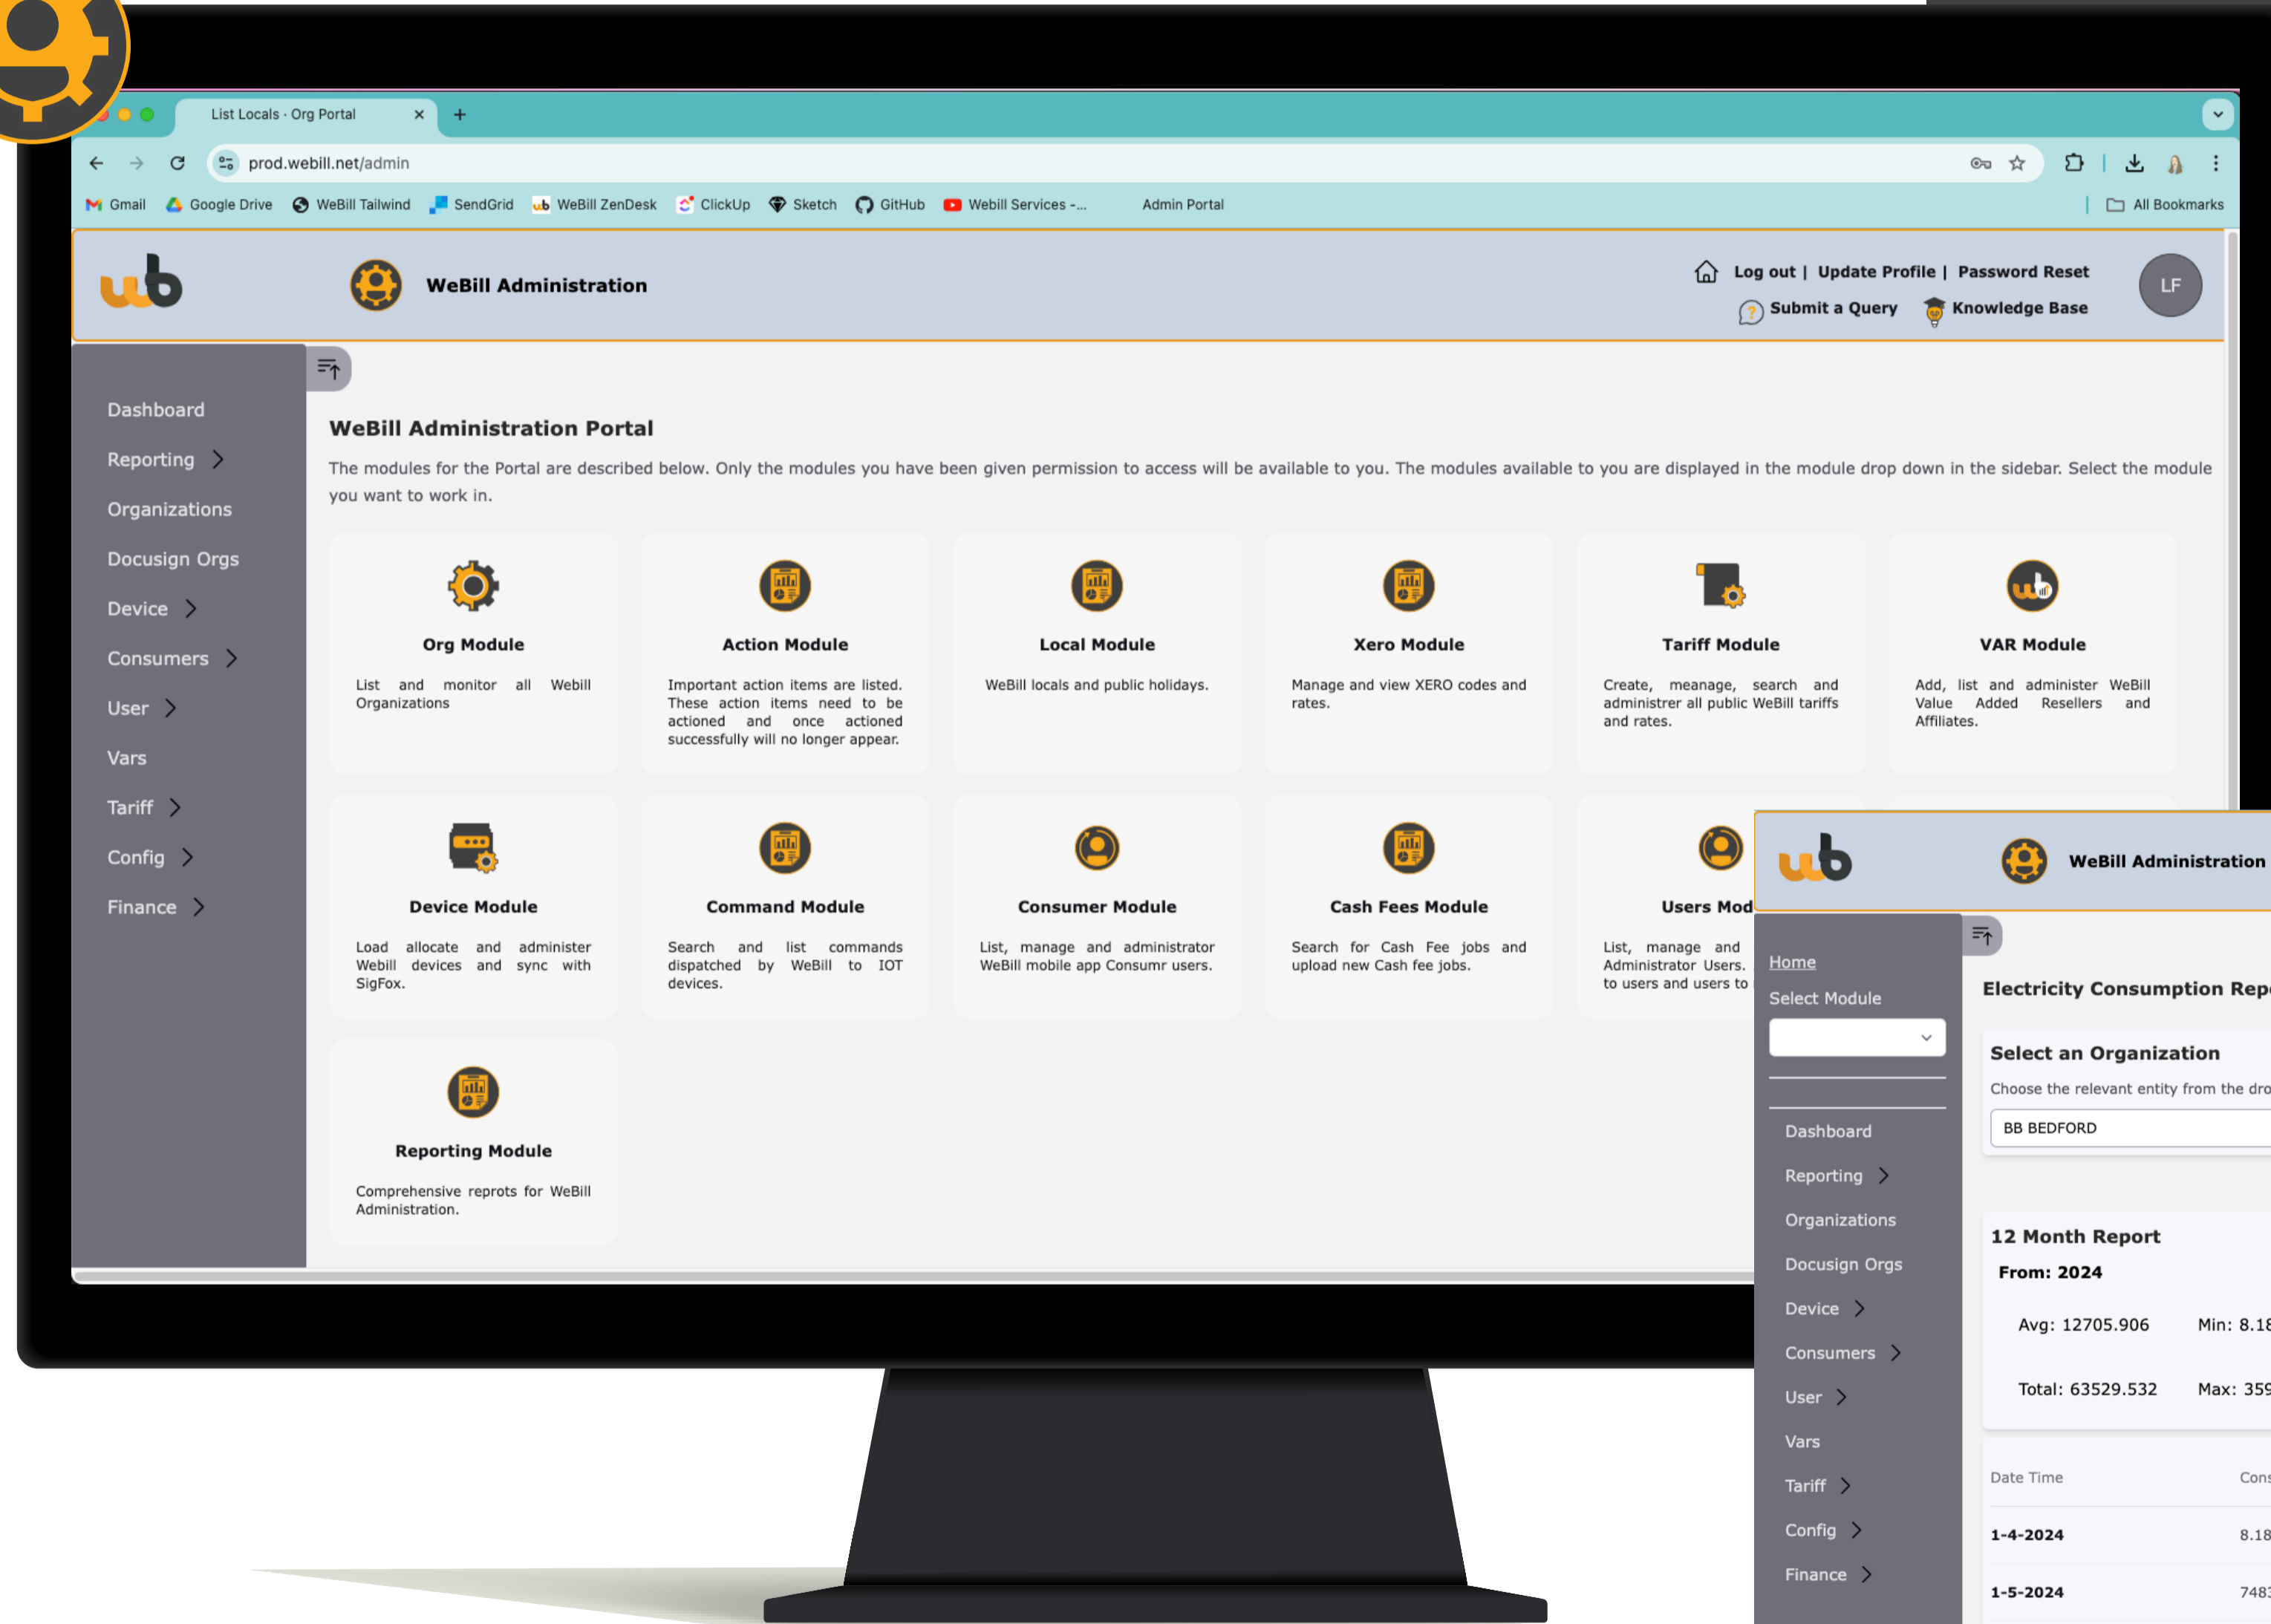 List Locals · Org Portal
prod.webill.net/admin
Gmail
Google Drive
WeBill Tailwind
SendGrid
WeBill ZenDesk
ClickUp
Sketch
GitHub
Webill Services -...
Admin Portal
All Bookmarks
wb
WeBill Administration
Log out | Update Profile | Password Reset
Submit a Query
Knowledge Base
LF
Dashboard
Reporting
Organizations
Docusign Orgs
Device
Consumers
User
Vars
Tariff
Config
Finance
WeBill Administration Portal
The modules for the Portal are described below. Only the modules you have been given permission to access will be available to you. The modules available to you are displayed in the module drop down in the sidebar. Select the module
you want to work in.
Org Module
List and monitor all Webill
Organizations
Action Module
Important action items are listed.
These action items need to be
actioned and once actioned
successfully will no longer appear.
Local Module
WeBill locals and public holidays.
Xero Module
Manage and view XERO codes and
rates.
Tariff Module
Create, meanage, search and
administrer all public WeBill tariffs
and rates.
wb
VAR Module
Add, list and administer WeBill
Value Added Resellers and
Affiliates.
Device Module
Load allocate and administer
Webill devices and sync with
SigFox.
Command Module
Search and list commands
dispatched by WeBill to IOT
devices.
Consumer Module
List, manage and administrator
WeBill mobile app Consumr users.
Cash Fees Module
Search for Cash Fee jobs and
upload new Cash fee jobs.
Users Mod
List, manage and
Administrator Users.
to users and users to
Reporting Module
Comprehensive reprots for WeBill
Administration.
wb
WeBill Administration
Home
Select Module
Dashboard
Reporting
Organizations
Docusign Orgs
Device
Consumers
User
Vars
Tariff
Config
Finance
Electricity Consumption Rep
Select an Organization
Choose the relevant entity from the dro
BB BEDFORD
12 Month Report
From: 2024
Avg: 12705.906
Min: 8.18
Total: 63529.532
Max: 359
Date Time
Cons
1-4-2024
8.18
1-5-2024
748